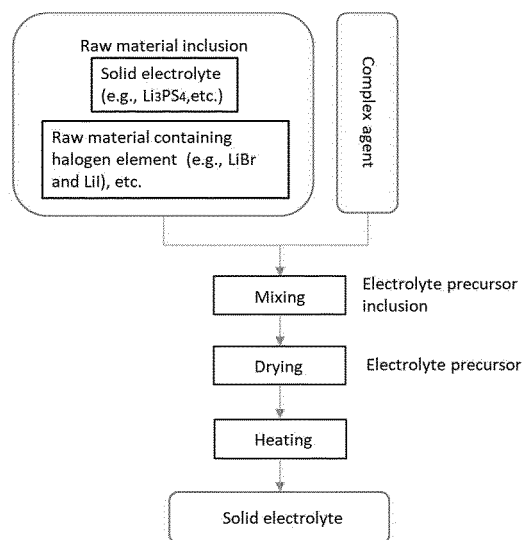 Raw material inclusion
Solid electrolyte
(e.g., Li3PS4,etc.)
Raw material containing
halogen element (e.g., LiBr
and LiI), etc.
Complex agent
Mixing
Electrolyte precursor
inclusion
Drying
Electrolyte precursor
Heating
Solid electrolyte